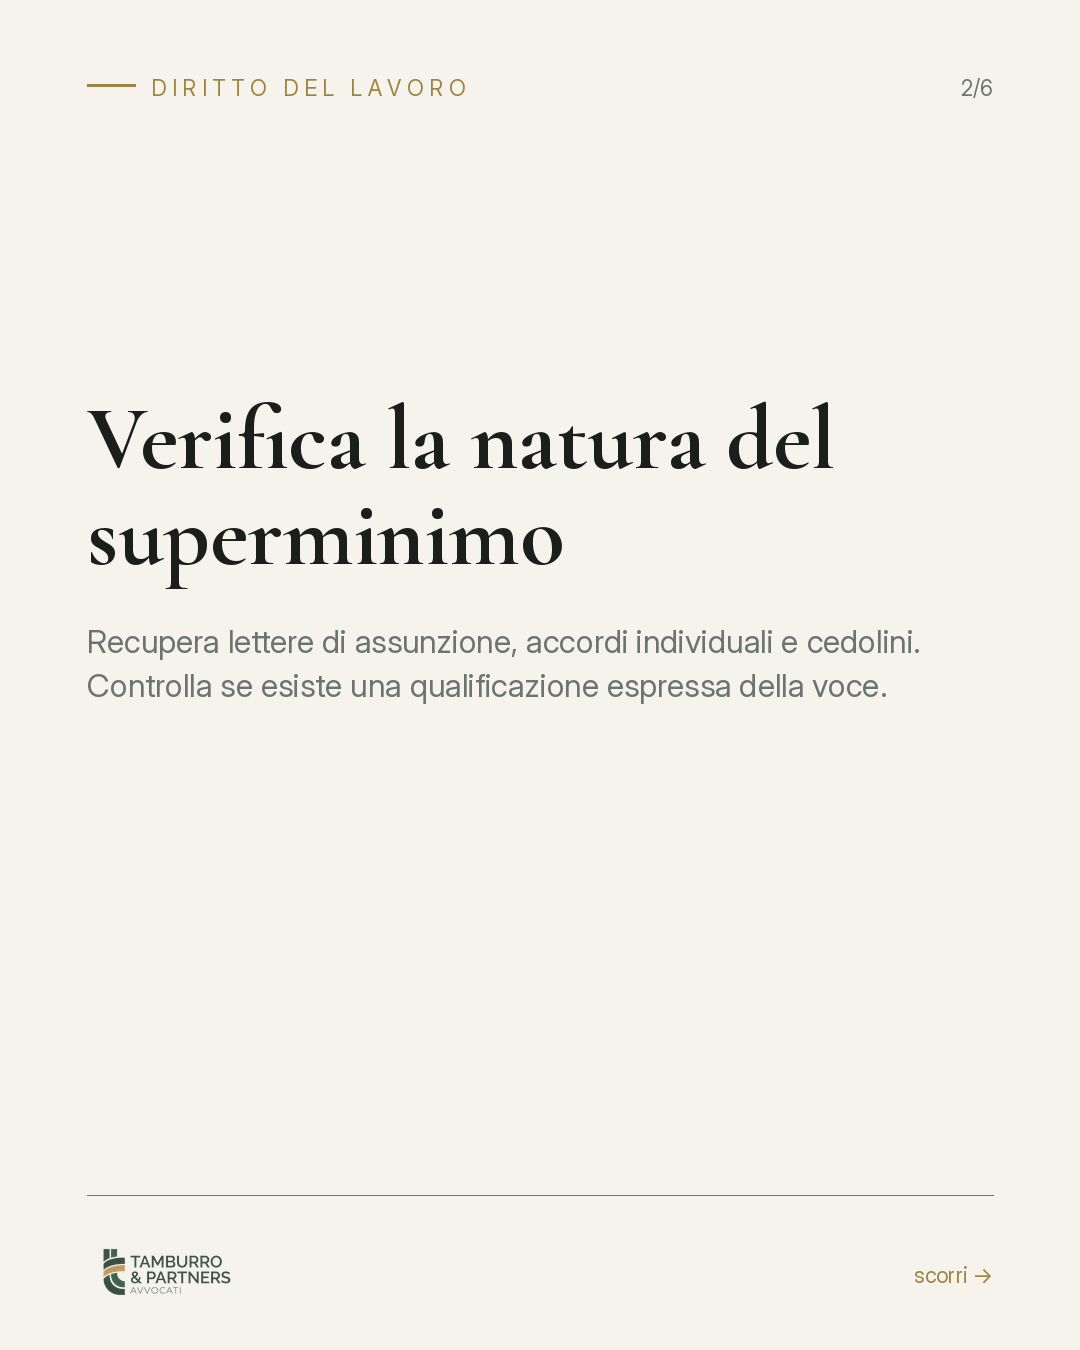 DIRITTO DEL LAVORO
2/6
Verifica la natura del
superminimo
Recupera lettere di assunzione, accordi individuali e cedolini.
Controlla se esiste una qualificazione espressa della voce.
TAMBURRO
& PARTNERS
AVVOCATI
scorri →